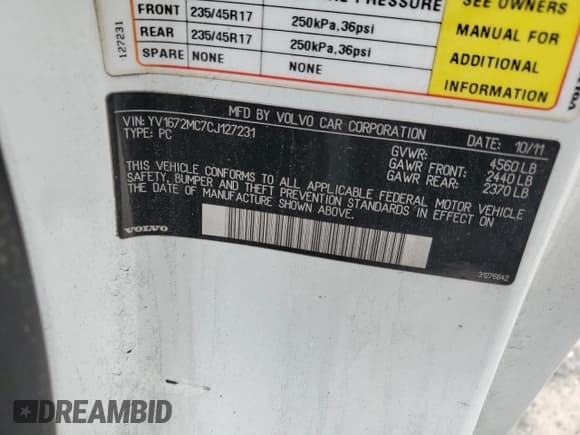 PRESSURE
FRONT 235/45R17 250kPa,36psi
REAR 235/45R17 250kPa,36psi
SPARE NONE NONE
SEE OWNERS
MANUAL FOR
ADDITIONAL
INFORMATION
127231
VOLVO
MFD BY VOLVO CAR CORPORATION
VIN: YV1672MC7CJ127231 DATE: 10/11
TYPE: PC
GVWR: 4560 LB
GAWR FRONT: 2440 LB
GAWR REAR: 2370 LB
THIS VEHICLE CONFORMS TO ALL APPLICABLE FEDERAL MOTOR VEHICLE
SAFETY, BUMPER AND THEFT PREVENTION STANDARDS IN EFFECT ON
THE DATE OF MANUFACTURE SHOWN ABOVE.
VOLVO
31276842
DREAMBID